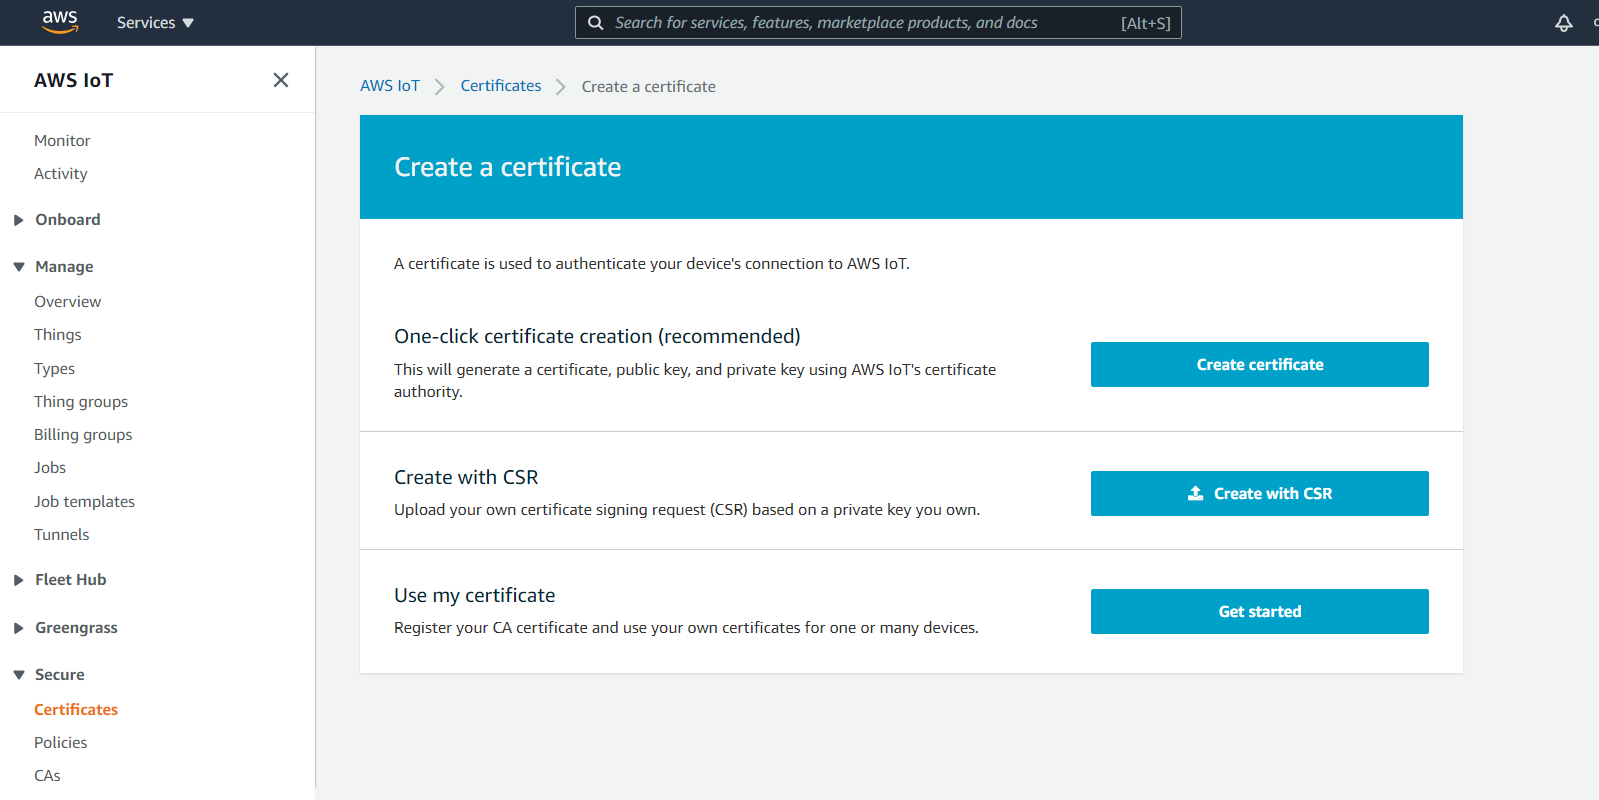 aws
Services
Search for services, features, marketplace products, and docs
[Alt+S]
AWS IoT
Monitor
Activity
Onboard
Manage
Overview
Things
Types
Thing groups
Billing groups
Jobs
Job templates
Tunnels
Fleet Hub
Greengrass
Secure
Certificates
Policies
CAs
AWS IoT
Certificates
Create a certificate
Create a certificate
A certificate is used to authenticate your device's connection to AWS IoT.
One-click certificate creation (recommended)
This will generate a certificate, public key, and private key using AWS IoT's certificate
authority.
Create certificate
Create with CSR
Upload your own certificate signing request (CSR) based on a private key you own.
Create with CSR
Use my certificate
Register your CA certificate and use your own certificates for one or many devices.
Get started